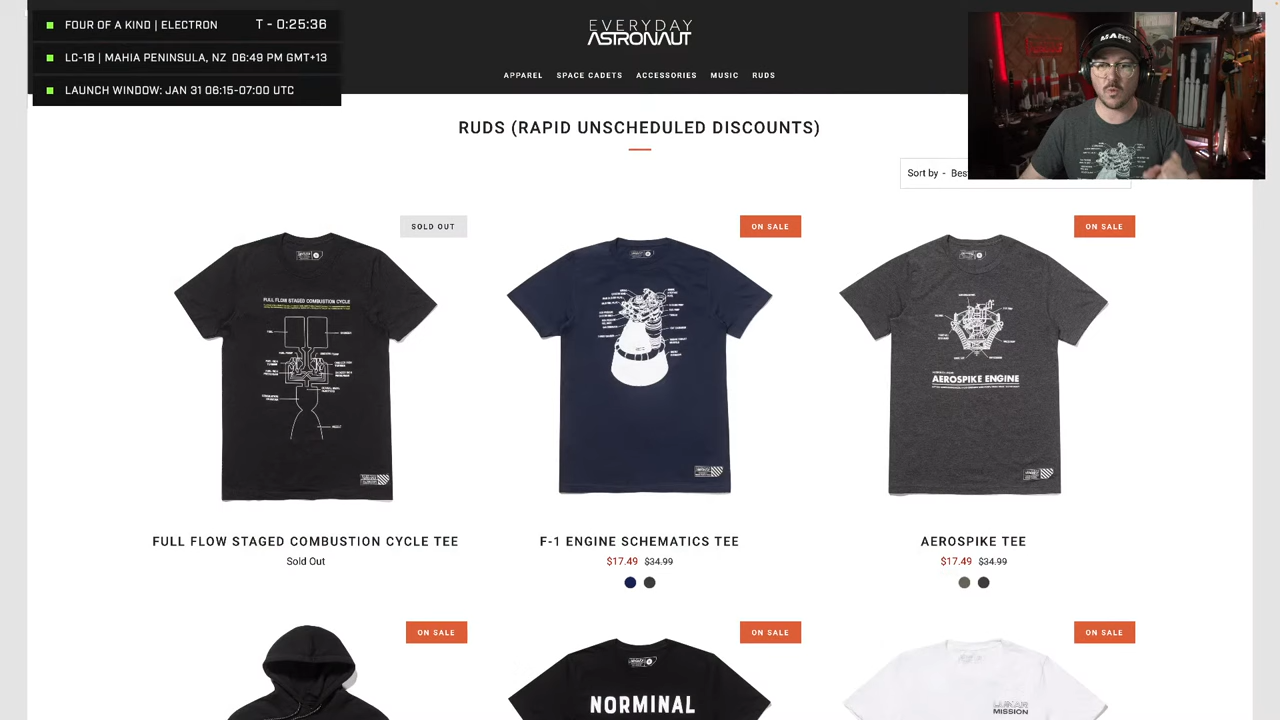 FOUR OF A KIND | ELECTRON T - 0:25:36
LC-1B | MAHIA PENINSULA, NZ 06:49 PM GMT+13
LAUNCH WINDOW: JAN 31 06:15-07:00 UTC
EVERYDAY
ASTRONAUT
APPAREL SPACE CADETS ACCESSORIES MUSIC RUDS
MARS
RUDS (RAPID UNSCHEDULED DISCOUNTS)
Sort by - Bes
SOLD OUT
ON SALE
ON SALE
FULL FLOW STAGED COMBUSTION CYCLE
AEROSPIKE ENGINE
FULL FLOW STAGED COMBUSTION CYCLE TEE
Sold Out
F-1 ENGINE SCHEMATICS TEE
$17.49 $34.99
AEROSPIKE TEE
$17.49 $34.99
ON SALE
ON SALE
ON SALE
NORMINAL
LUNAR
MISSION